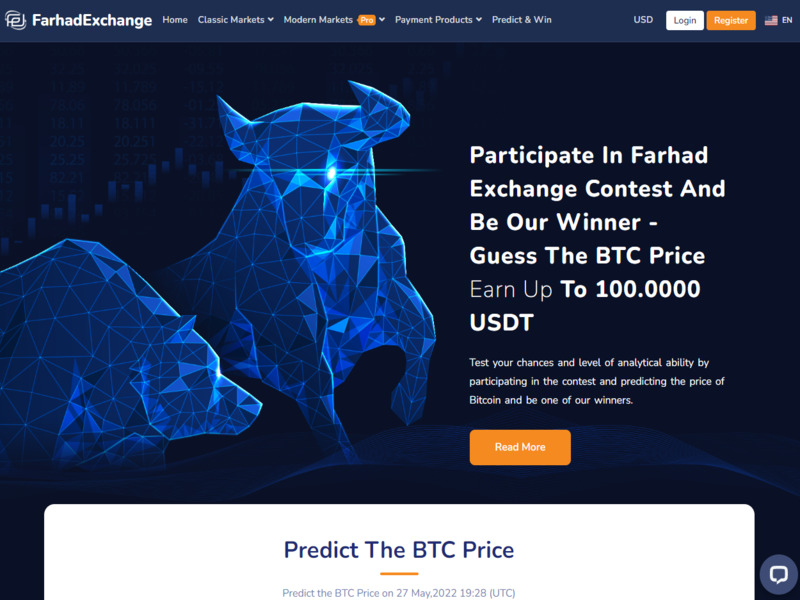 FarhadExchange Home Classic Markets Modern Markets Pro Payment Products Predict & Win USD Login Register EN
Participate In Farhad
Exchange Contest And
Be Our Winner -
Guess The BTC Price
Earn Up To 100.0000
USDT
Test your chances and level of analytical ability by
participating in the contest and predicting the price of
Bitcoin and be one of our winners.
Read More
Predict The BTC Price
Predict the BTC Price on 27 May,2022 19:28 (UTC)